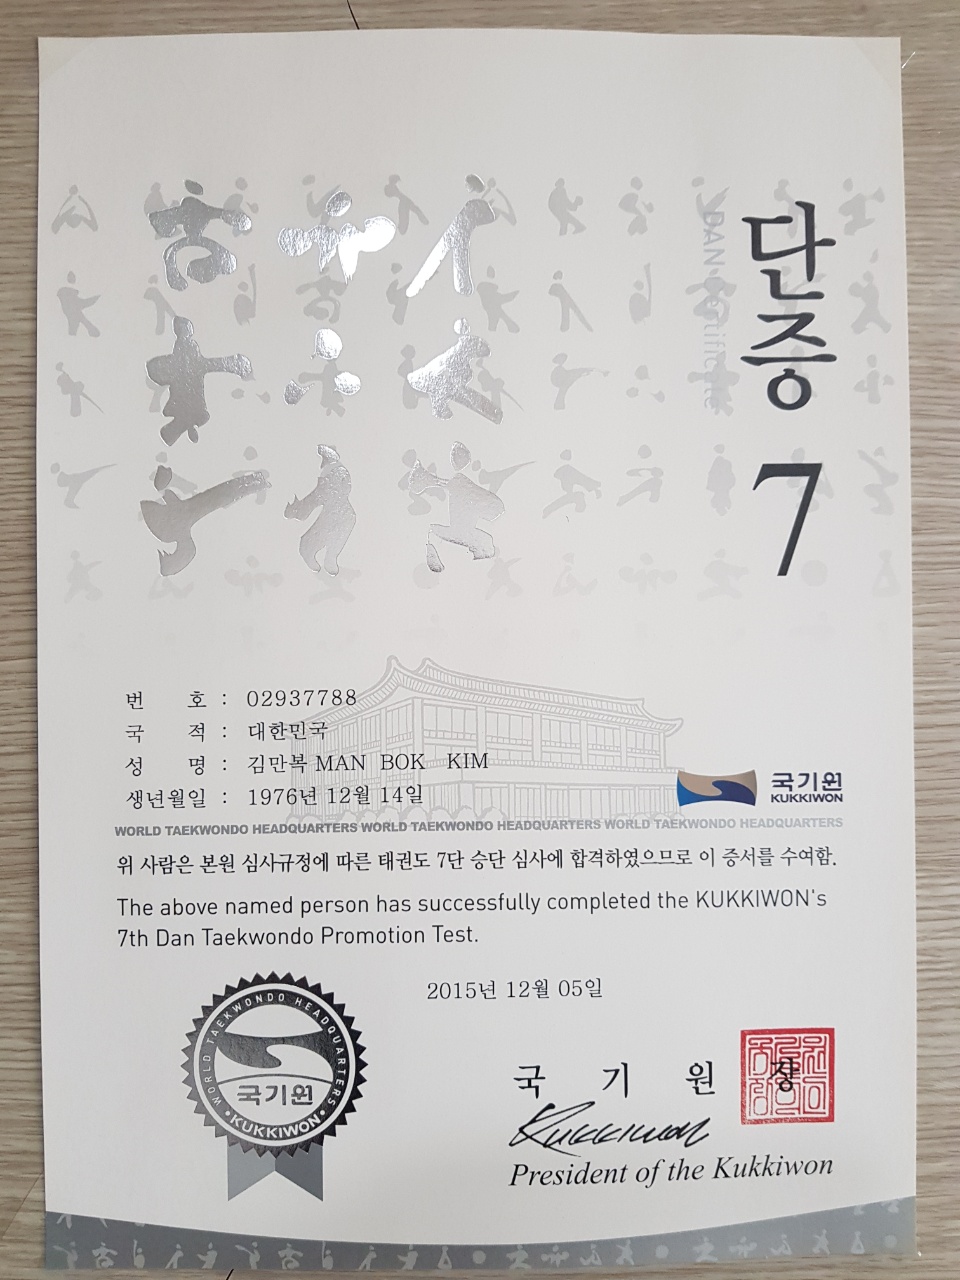 단증
7
DAN Certificate
번 호 : 02937788
국 적 : 대한민국
성 명 : 김만복 MAN BOK KIM
생년월일 : 1976년 12월 14일
국기원
KUKKIWON
WORLD TAEKWONDO HEADQUARTERS WORLD TAEKWONDO HEADQUARTERS WORLD TAEKWONDO HEADQUARTERS
위 사람은 본원 심사규정에 따른 태권도 7단 승단 심사에 합격하였으므로 이 증서를 수여함.
The above named person has successfully completed the KUKKIWON's
7th Dan Taekwondo Promotion Test.
2015년 12월 05일
WORLD TAEKWONDO HEADQUARTERS
국기원
KUKKIWON
국 기 원 장
Kukkiwon
President of the Kukkiwon